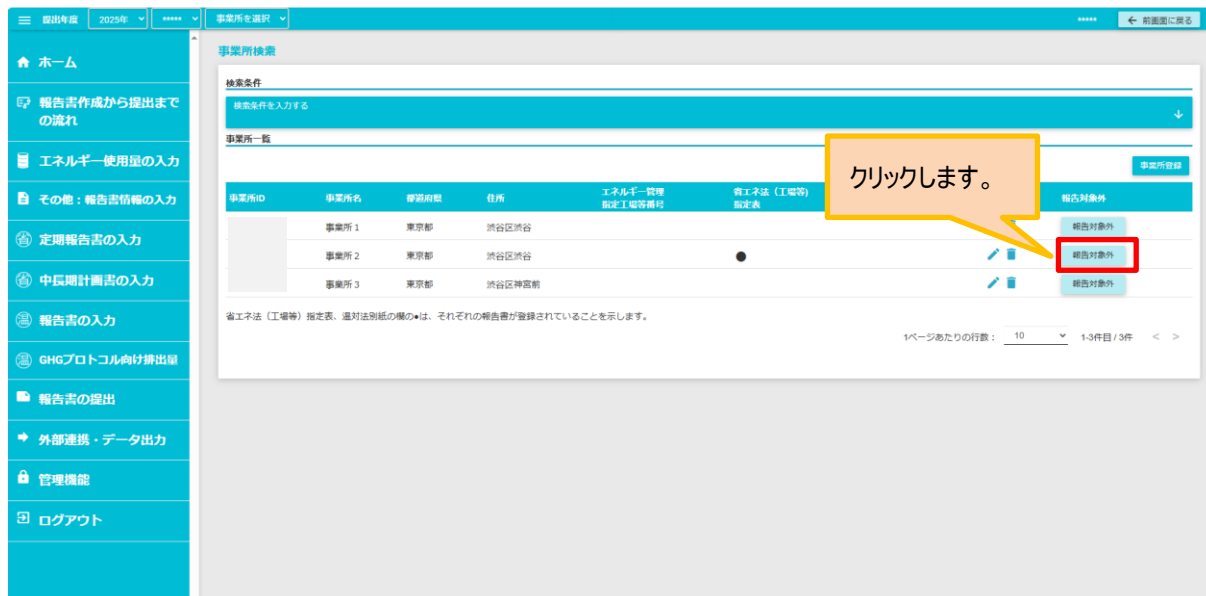 提出年度 2025年 ***** 事業所を選択 ***** 前画面に戻る
ホーム
報告書作成から提出まで
の流れ
エネルギー使用量の入力
その他：報告書情報の入力
定期報告書の入力
中長期計画書の入力
報告書の入力
GHGプロトコル向け排出量
報告書の提出
外部連携・データ出力
管理機能
ログアウト
事業所検索
検索条件
検索条件を入力する
事業所一覧
クリックします。
事業所登録
事業所ID 事業所名 都道府県 住所 エネルギー管理 省エネ法（工場等） 報告対象外
指定工場等番号 指定表
事業所１ 東京都 渋谷区渋谷 報告対象外
事業所２ 東京都 渋谷区渋谷 ● 報告対象外
事業所３ 東京都 渋谷区神宮前 報告対象外
省エネ法（工場等）指定表、温対法別紙の欄の●は、それぞれの報告書が登録されていることを示します。
1ページあたりの行数： 10 1-3件目 / 3件 < >